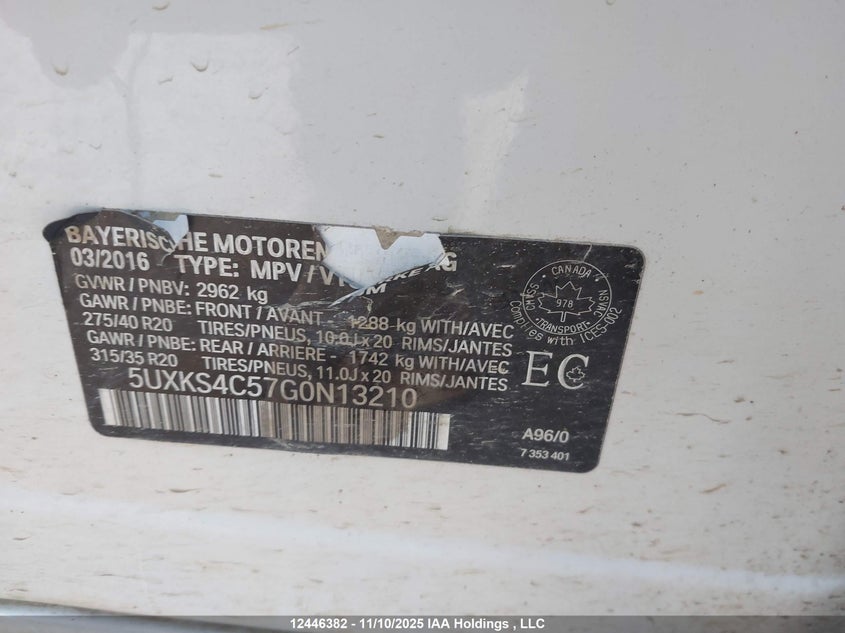 BAYERISCHE MOTOREN AG
03/2016 TYPE: MPV/
GVWR / PNBV: 2962 kg
GAWR / PNBE: FRONT / AVANT - 1288 kg WITH/AVEC
275/40 R20 TIRES/PNEUS, 10.0J x 20 RIMS/JANTES
GAWR / PNBE: REAR / ARRIERE - 1742 kg WITH/AVEC
315/35 R20 TIRES/PNEUS, 11.0J x 20 RIMS/JANTES
5UXKS4C57G0N13210
CANADA
978
TRANSPORT
CMVSS NSVAC
Complies with ICES-002
EC
A96/0
7 353 401
12446382 - 11/10/2025 IAA Holdings , LLC